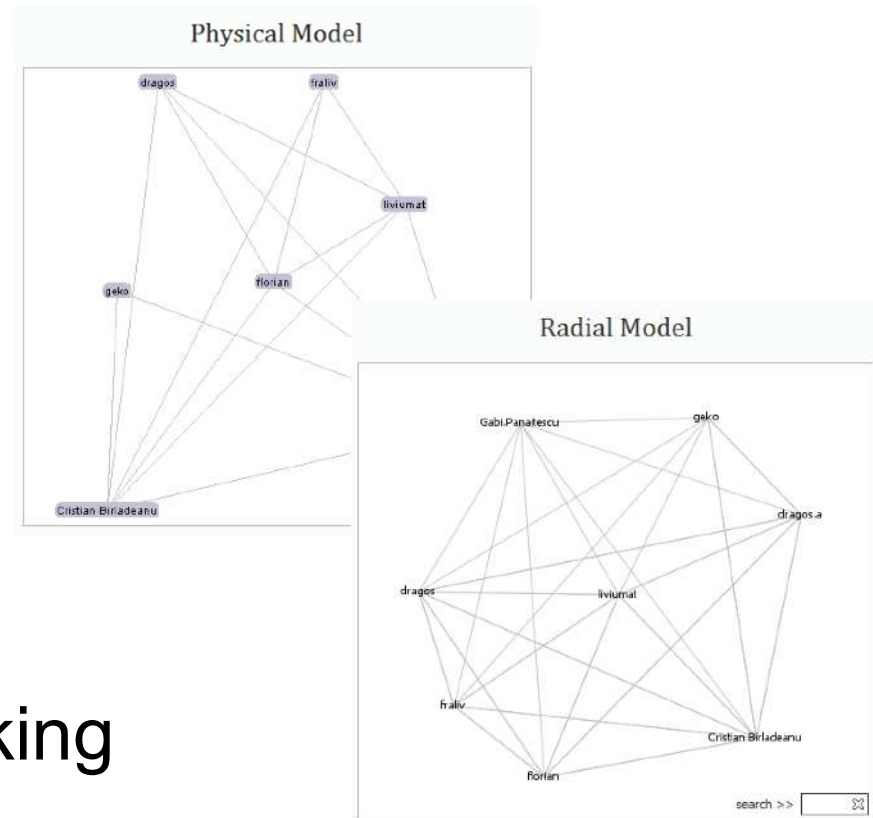 Physical Model
dragos
fraliv
liviumat
florian
geko
Cristian Birladeanu
Radial Model
Gabi.Panaitescu
geko
dragos.a
dragos
liviumat
fraliv
Cristian Birladeanu
florian
search >>
king